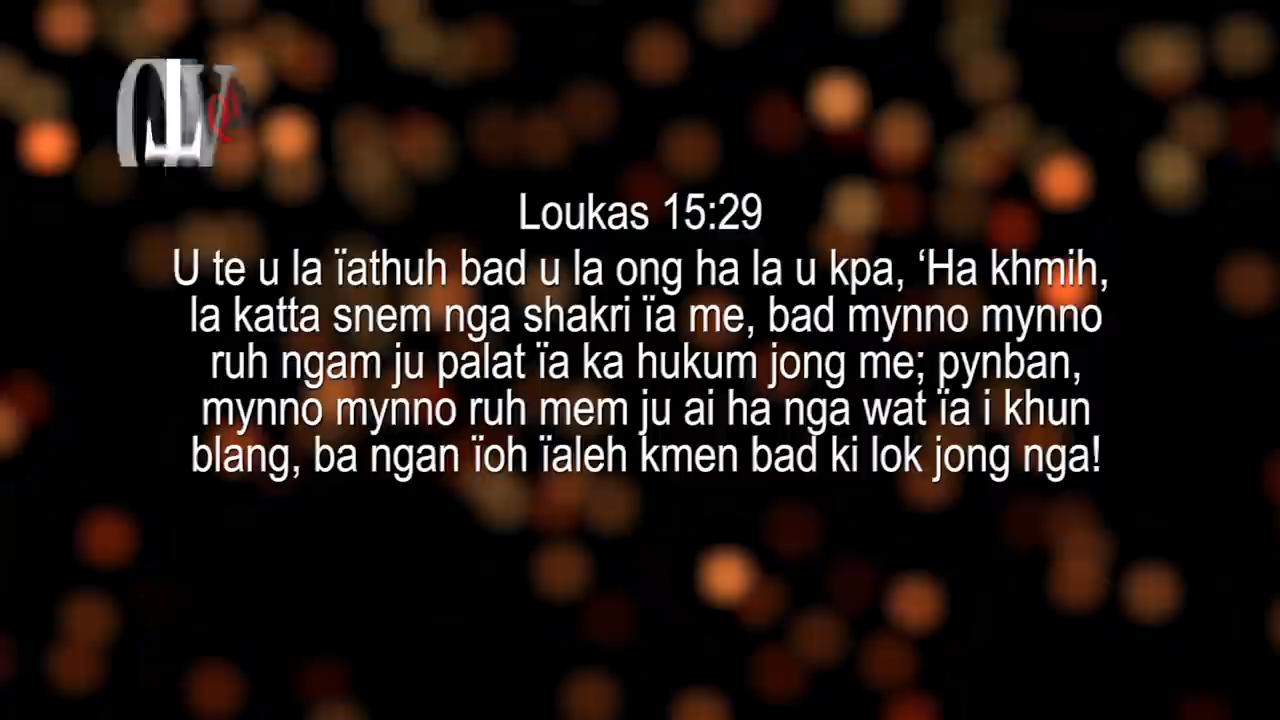 Loukas 15:29
U te u la ïathuh bad u la ong ha la u kpa, ‘Ha khmih,
la katta snem nga shakri ïa me, bad mynno mynno
ruh ngam ju palat ïa ka hukum jong me; pynban,
mynno mynno ruh mem ju ai ha nga wat ïa i khun
blang, ba ngan ïoh ïaleh kmen bad ki lok jong nga!